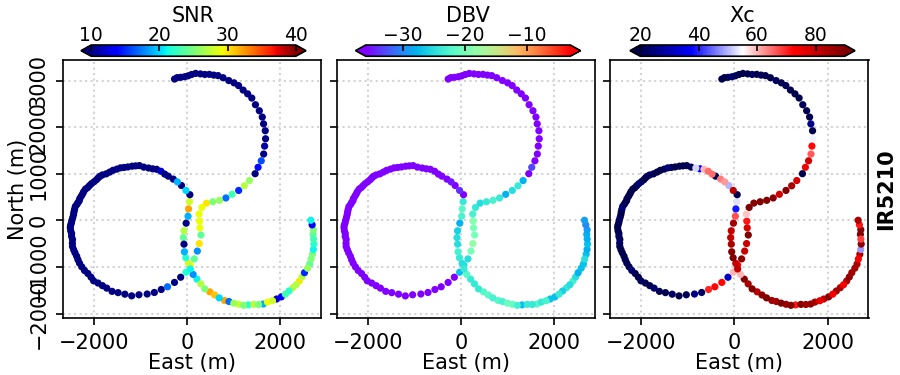 SNR
DBV
Xc
10 20 30 40
−30 −20 −10
20 40 60 80
3000
2000
1000
0
−1000
−2000
North (m)
−2000 0 2000
−2000 0 2000
−2000 0 2000
East (m)
East (m)
East (m)
IR5210